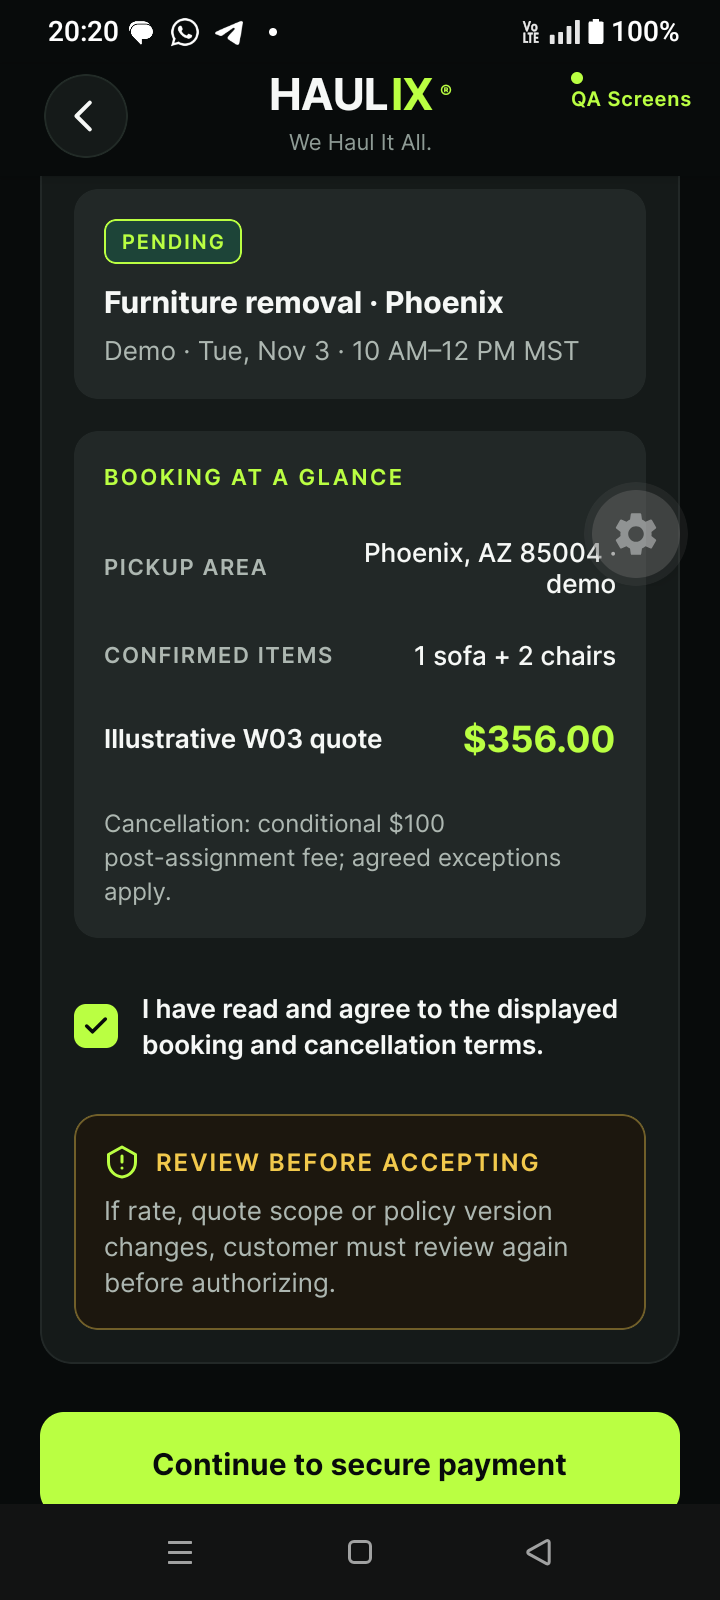 20:20
Vo LTE
100%
HAULIX ®
QA Screens
We Haul It All.
PENDING
Furniture removal · Phoenix
Demo · Tue, Nov 3 · 10 AM–12 PM MST
BOOKING AT A GLANCE
PICKUP AREA
Phoenix, AZ 85004 ·
demo
CONFIRMED ITEMS
1 sofa + 2 chairs
Illustrative W03 quote
$356.00
Cancellation: conditional $100
post-assignment fee; agreed exceptions
apply.
I have read and agree to the displayed
booking and cancellation terms.
REVIEW BEFORE ACCEPTING
If rate, quote scope or policy version
changes, customer must review again
before authorizing.
Continue to secure payment